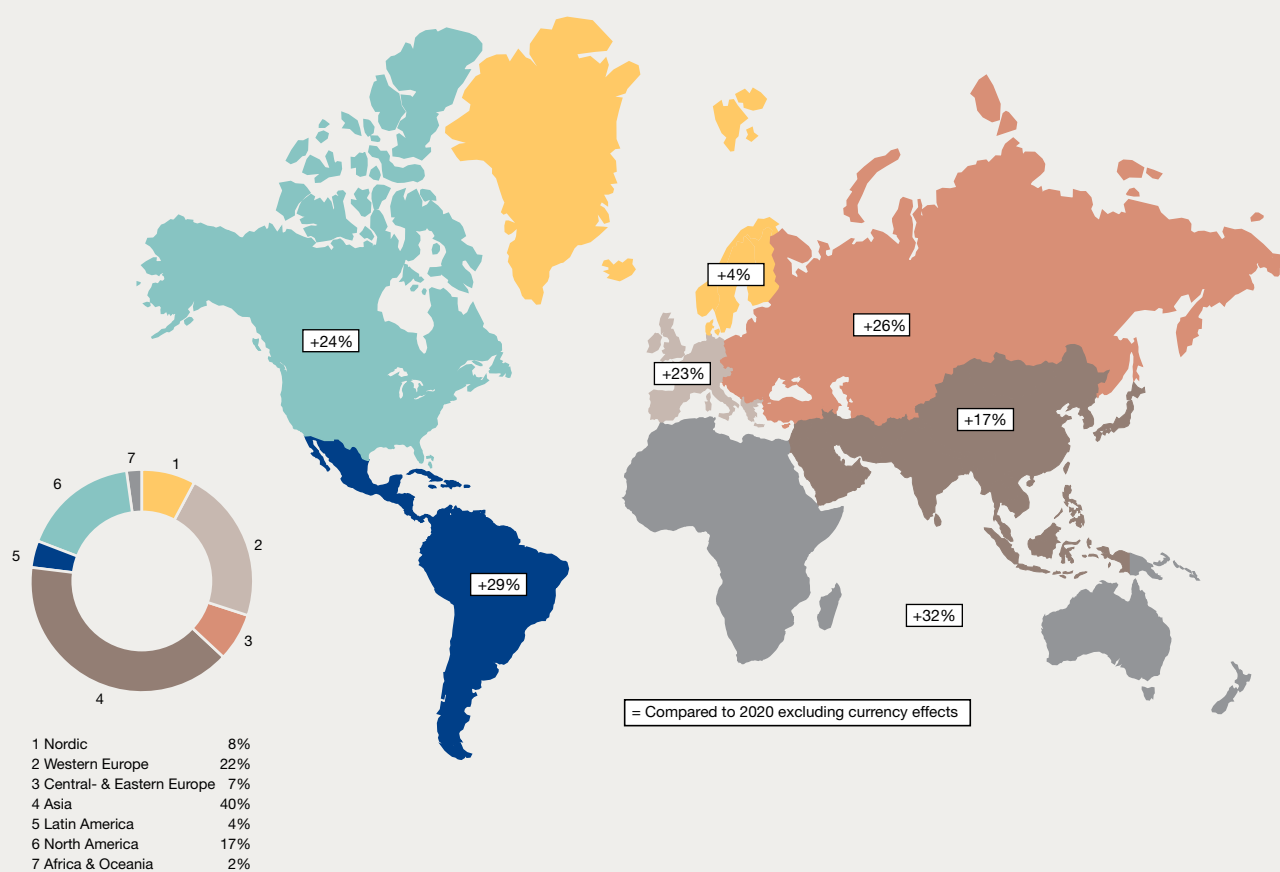 +4%
+26%
+24%
+23%
+17%
7
1
6
2
5
+29%
+32%
3
4
= Compared to 2020 excluding currency effects
1 Nordic 8%
2 Western Europe 22%
3 Central- & Eastern Europe 7%
4 Asia 40%
5 Latin America 4%
6 North America 17%
7 Africa & Oceania 2%